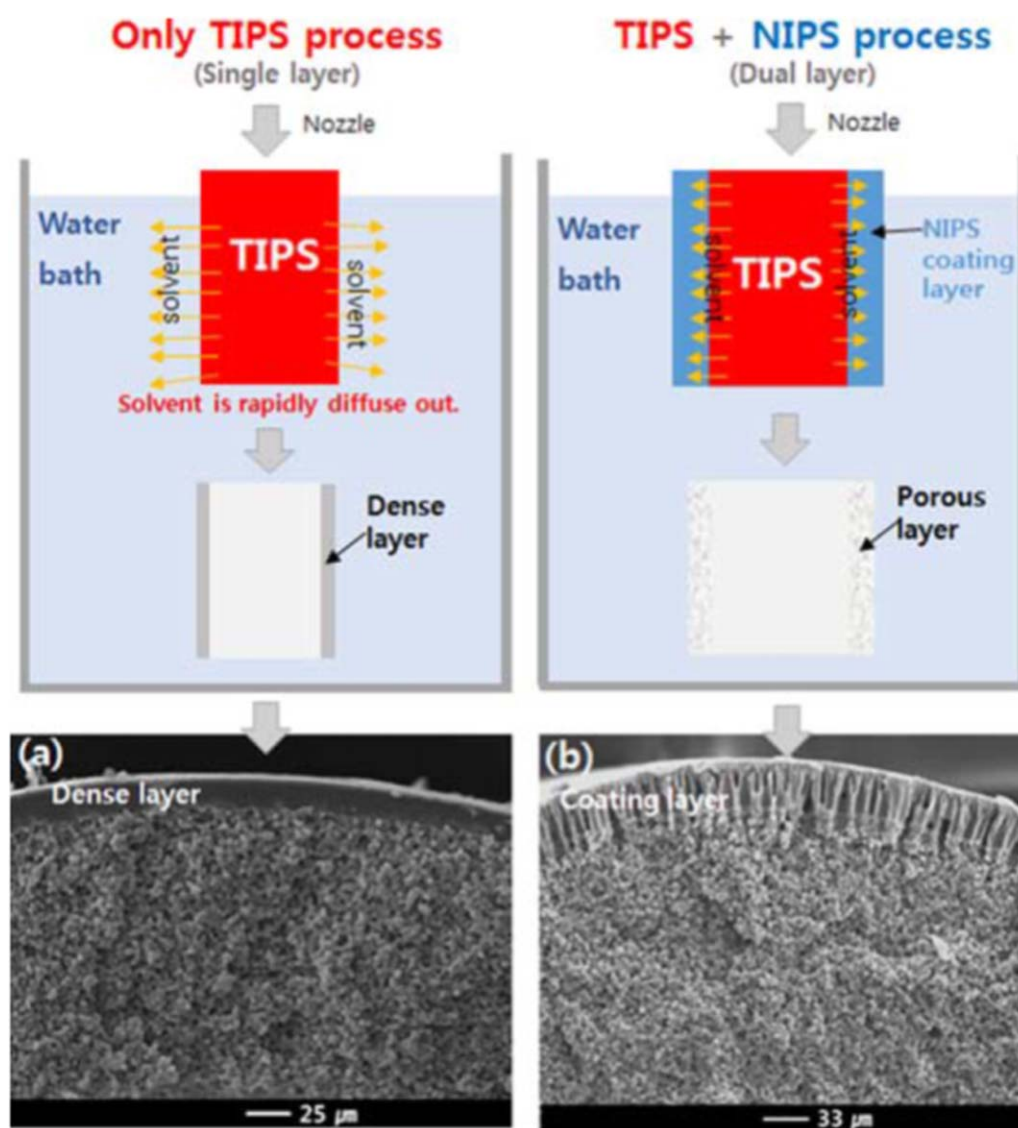 Only TIPS process
(Single layer)
Nozzle
Water
bath
solvent
TIPS
solvent
Solvent is rapidly diffuse out.
Dense
layer
(a)
Dense layer
25 μm
TIPS + NIPS process
(Dual layer)
Nozzle
Water
bath
solvent
TIPS
solvent
NIPS
coating
layer
Porous
layer
(b)
Coating layer
33 μm